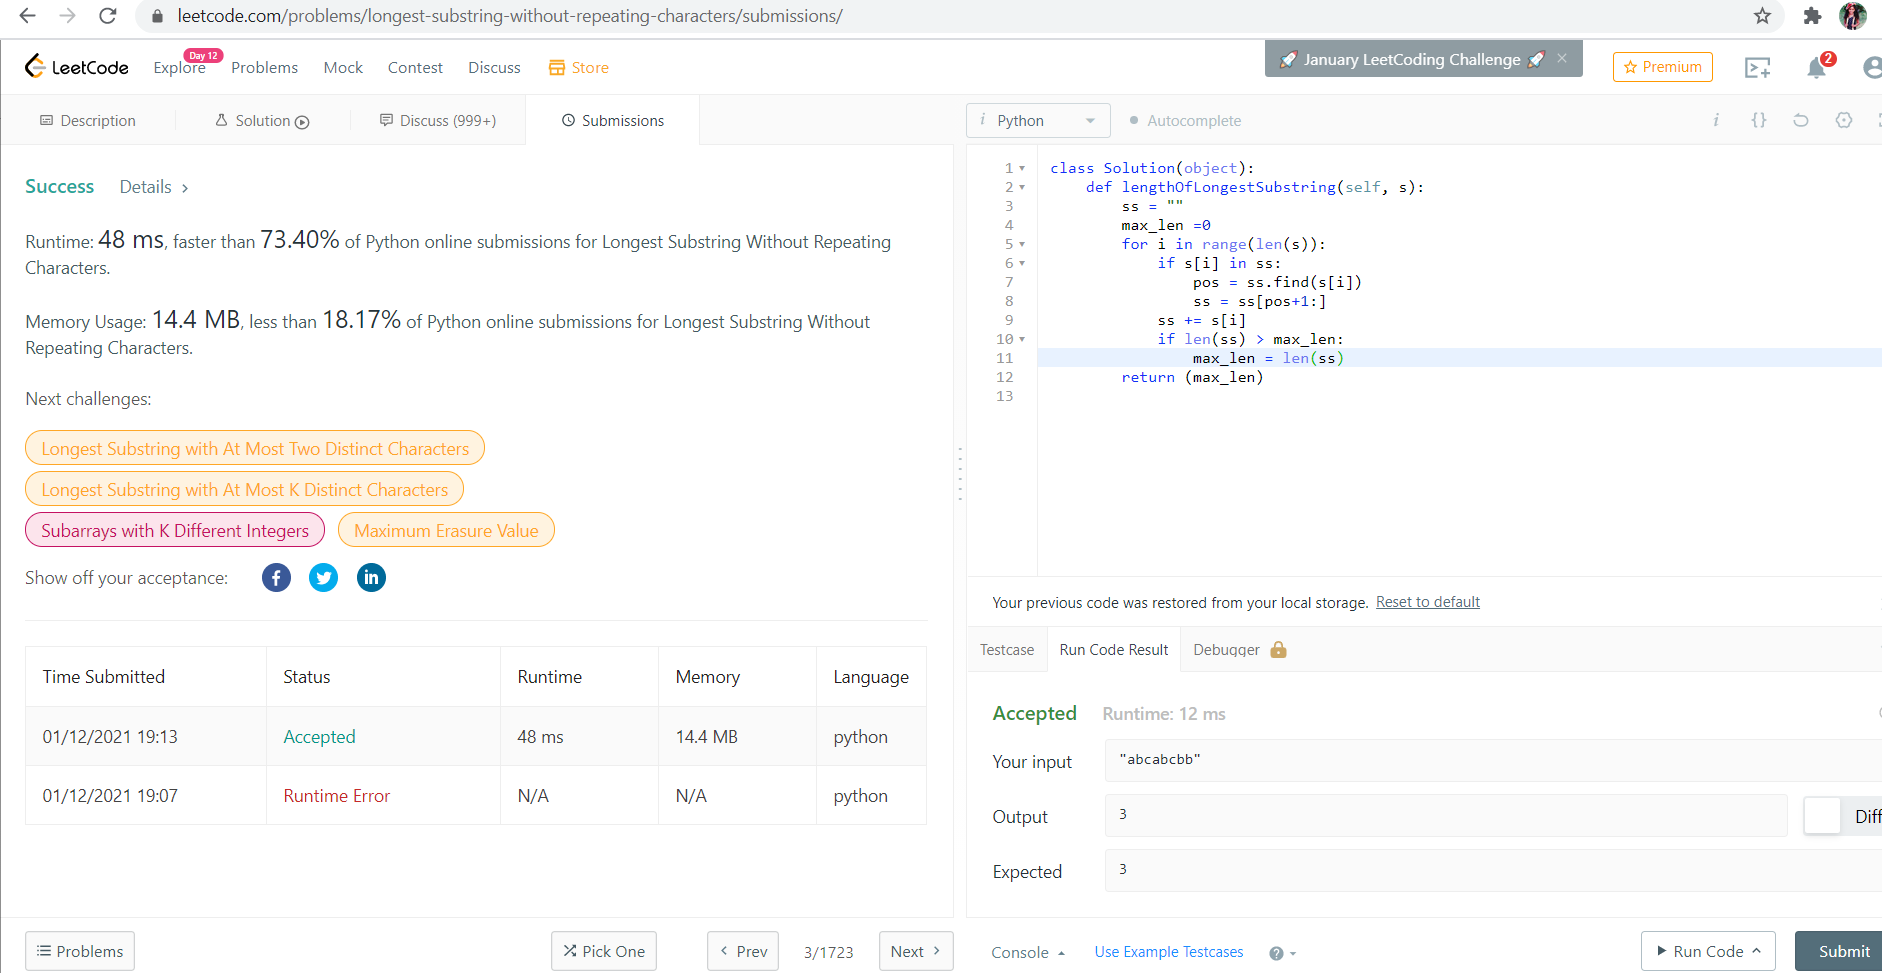 leetcode.com/problems/longest-substring-without-repeating-characters/submissions/
LeetCode Explore Day 12 Problems Mock Contest Discuss Store
January LeetCoding Challenge
Premium
2
Description Solution Discuss (999+) Submissions
i Python Autocomplete
i {}
Success Details >
Runtime: 48 ms, faster than 73.40% of Python online submissions for Longest Substring Without Repeating
Characters.
Memory Usage: 14.4 MB, less than 18.17% of Python online submissions for Longest Substring Without
Repeating Characters.
Next challenges:
Longest Substring with At Most Two Distinct Characters
Longest Substring with At Most K Distinct Characters
Subarrays with K Different Integers
Maximum Erasure Value
Show off your acceptance:
Time Submitted Status Runtime Memory Language
01/12/2021 19:13 Accepted 48 ms 14.4 MB python
01/12/2021 19:07 Runtime Error N/A N/A python
Problems
Pick One
< Prev
3/1723
Next >
1 class Solution(object):
2     def lengthOfLongestSubstring(self, s):
3         ss = ""
4         max_len =0
5         for i in range(len(s)):
6             if s[i] in ss:
7                 pos = ss.find(s[i])
8                 ss = ss[pos+1:]
9             ss += s[i]
10             if len(ss) > max_len:
11                 max_len = len(ss)
12         return (max_len)
13
Your previous code was restored from your local storage. Reset to default
Testcase Run Code Result Debugger
Accepted Runtime: 12 ms
Your input "abcabcbb"
Output 3
Diff
Expected 3
Console Use Example Testcases ?
Run Code
Submit